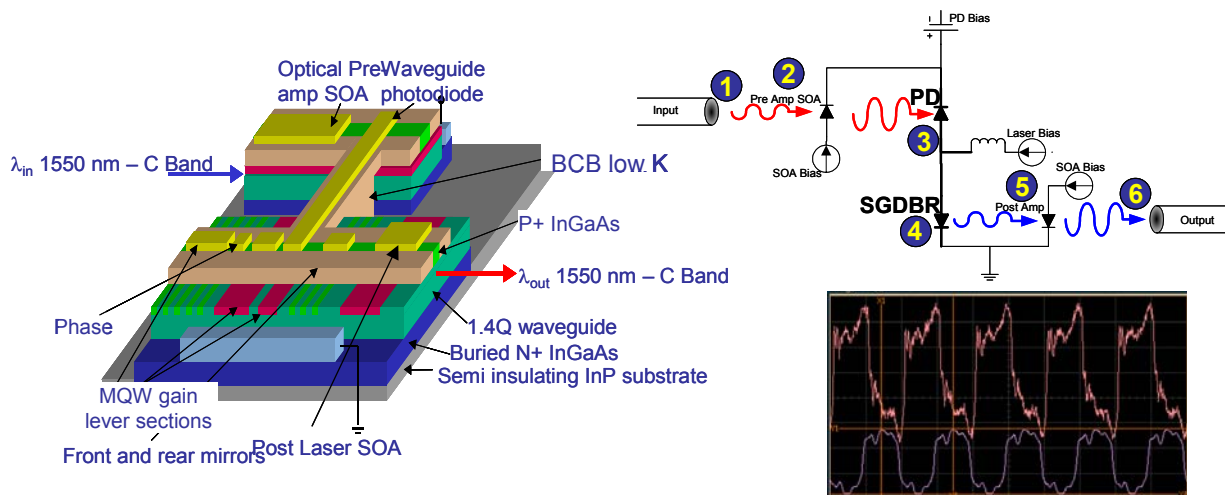 Optical Pre-
amp SOA
Waveguide
photodiode
λin 1550 nm – C Band
BCB low K
P+ InGaAs
λout 1550 nm – C Band
Phase
1.4Q waveguide
Buried N+ InGaAs
Semi insulating InP substrate
MQW gain
lever sections
Post Laser SOA
Front and rear mirrors
PD Bias
+
1
2
Input
Pre Amp SOA
PD
3
Laser Bias
SOA Bias
SOA Bias
5
6
SGDBR
Post Amp
4
Output
X1
Y1